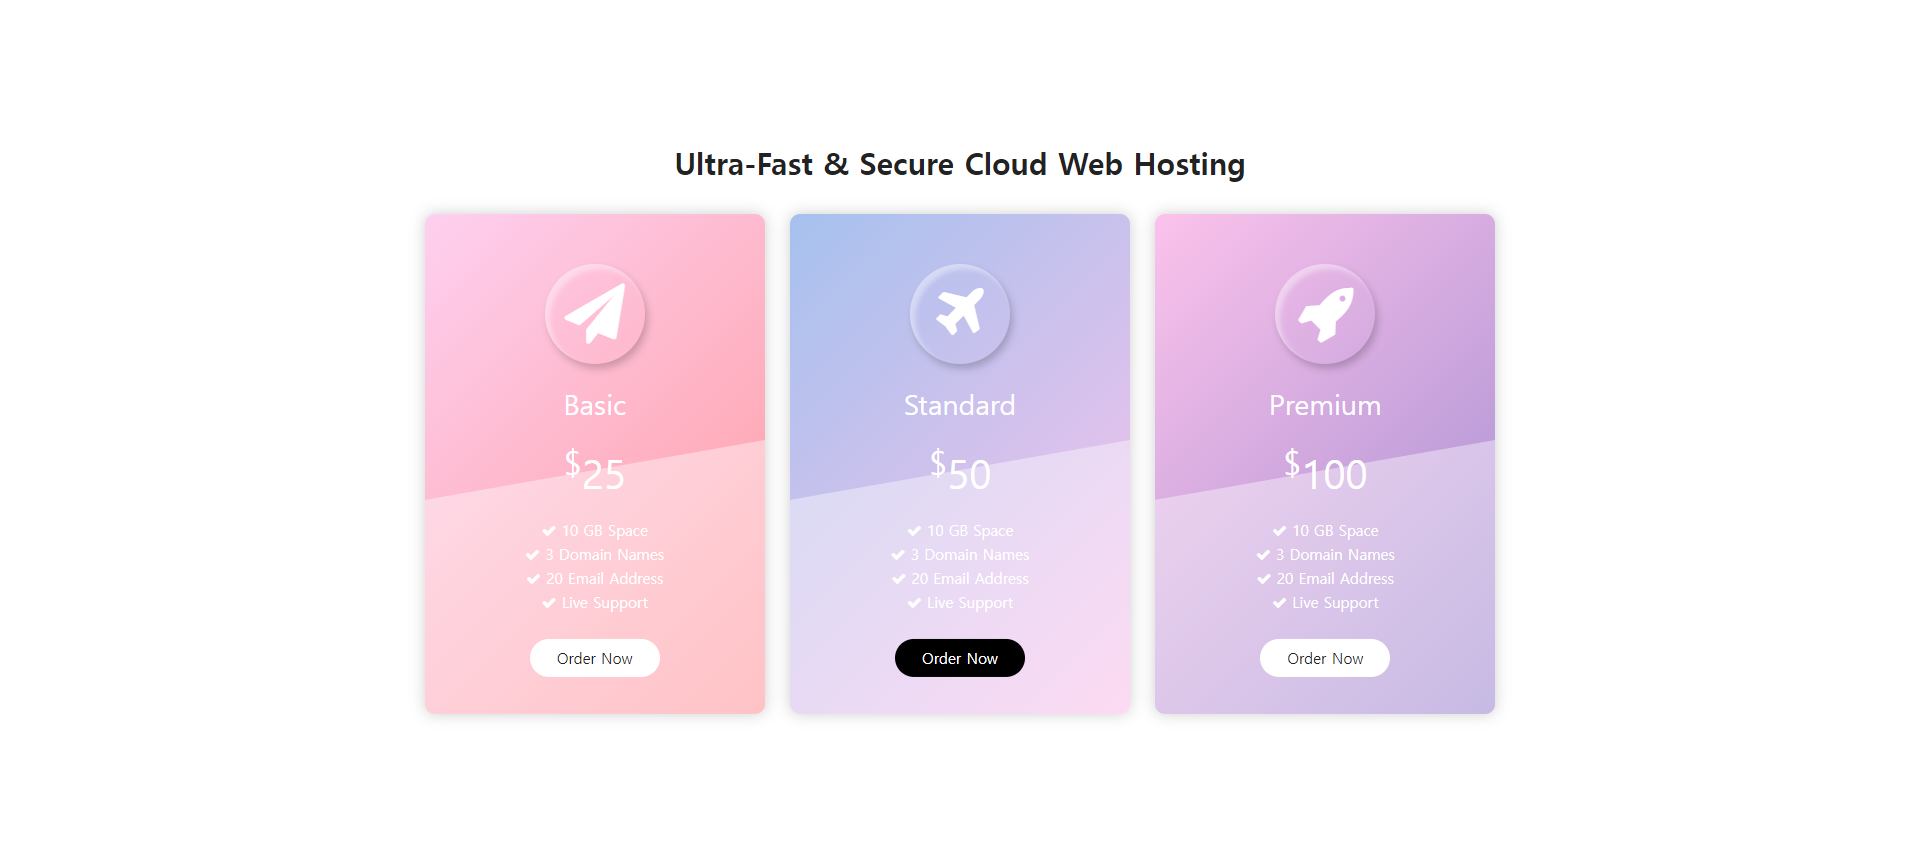 Ultra-Fast & Secure Cloud Web Hosting
Basic
$25
10 GB Space
3 Domain Names
20 Email Address
Live Support
Order Now
Standard
$50
10 GB Space
3 Domain Names
20 Email Address
Live Support
Order Now
Premium
$100
10 GB Space
3 Domain Names
20 Email Address
Live Support
Order Now